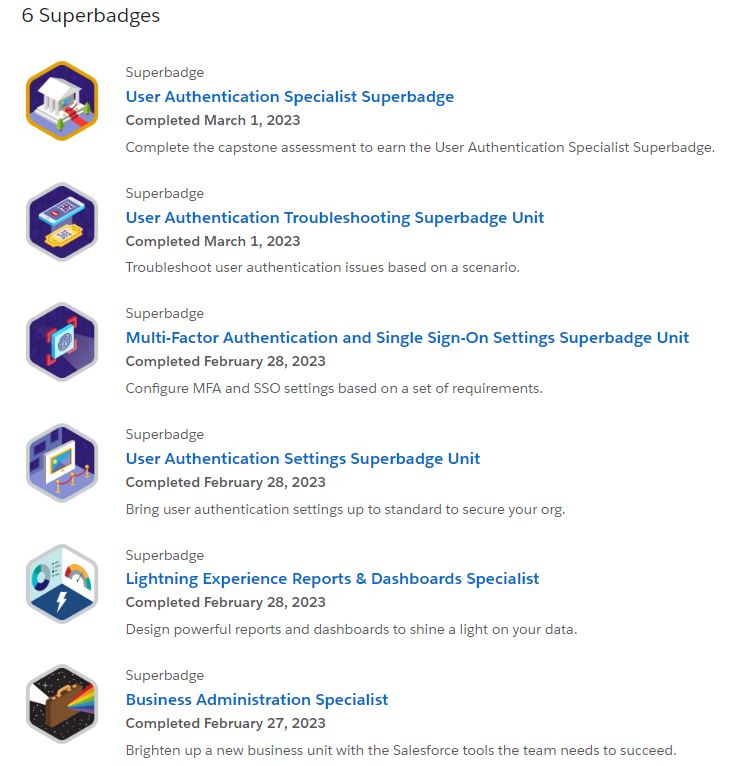 6 Superbadges
Superbadge
User Authentication Specialist Superbadge
Completed March 1, 2023
Complete the capstone assessment to earn the User Authentication Specialist Superbadge.
Superbadge
User Authentication Troubleshooting Superbadge Unit
Completed March 1, 2023
Troubleshoot user authentication issues based on a scenario.
Superbadge
Multi-Factor Authentication and Single Sign-On Settings Superbadge Unit
Completed February 28, 2023
Configure MFA and SSO settings based on a set of requirements.
Superbadge
User Authentication Settings Superbadge Unit
Completed February 28, 2023
Bring user authentication settings up to standard to secure your org.
Superbadge
Lightning Experience Reports & Dashboards Specialist
Completed February 28, 2023
Design powerful reports and dashboards to shine a light on your data.
Superbadge
Business Administration Specialist
Completed February 27, 2023
Brighten up a new business unit with the Salesforce tools the team needs to succeed.